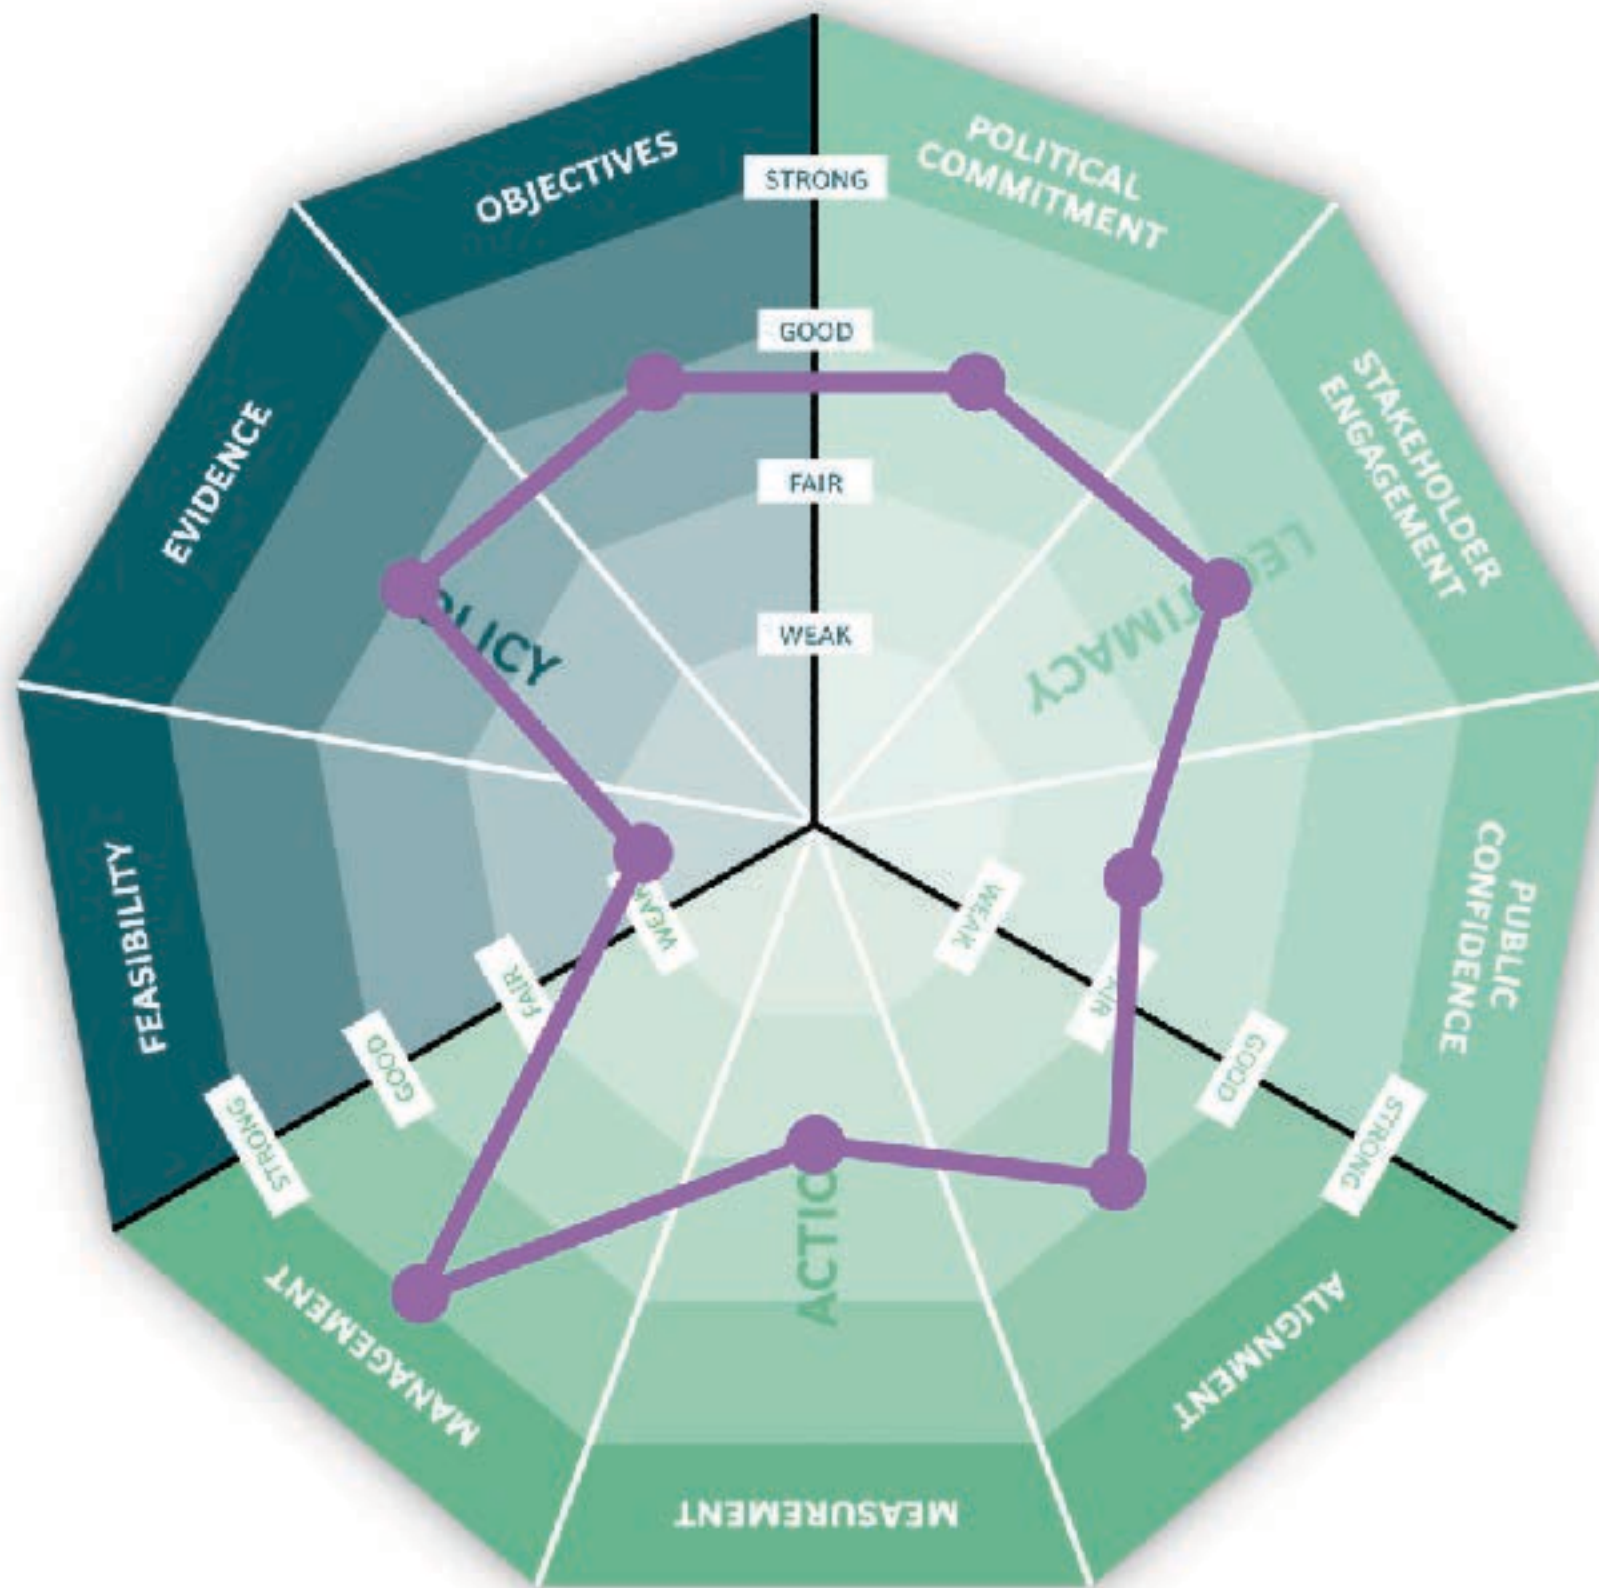 OBJECTIVES
POLITICAL
COMMITMENT
STRONG
GOOD
FAIR
WEAK
EVIDENCE
STAKEHOLDER
ENGAGEMENT
FEASIBILITY
PUBLIC
CONFIDENCE
WEAK
FAIR
GOOD
STRONG
WEAK
GOOD
STRONG
MANAGEMENT
MEASUREMENT
ALIGNMENT